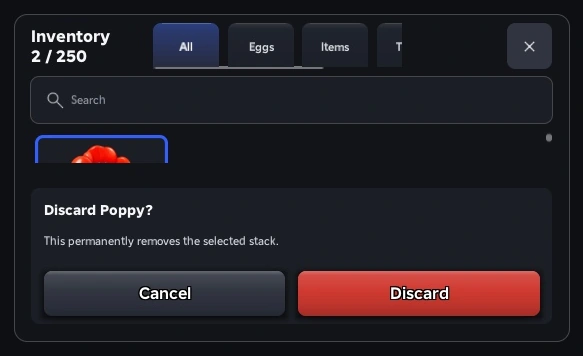 Inventory
2 / 250
All
Eggs
Items
T
Search
Discard Poppy?
This permanently removes the selected stack.
Cancel
Discard